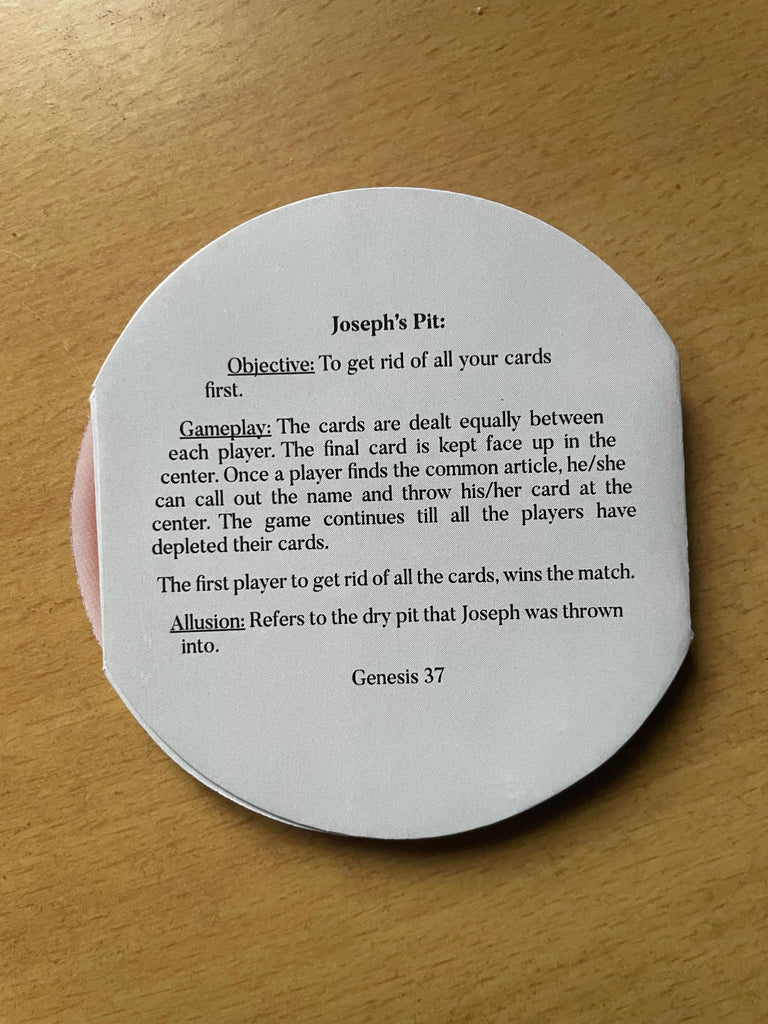 Joseph's Pit:
Objective: To get rid of all your cards
first.
Gameplay: The cards are dealt equally between
each player. The final card is kept face up in the
center. Once a player finds the common article, he/she
can call out the name and throw his/her card at the
center. The game continues till all the players have
depleted their cards.
The first player to get rid of all the cards, wins the match.
Allusion: Refers to the dry pit that Joseph was thrown
into.
Genesis 37